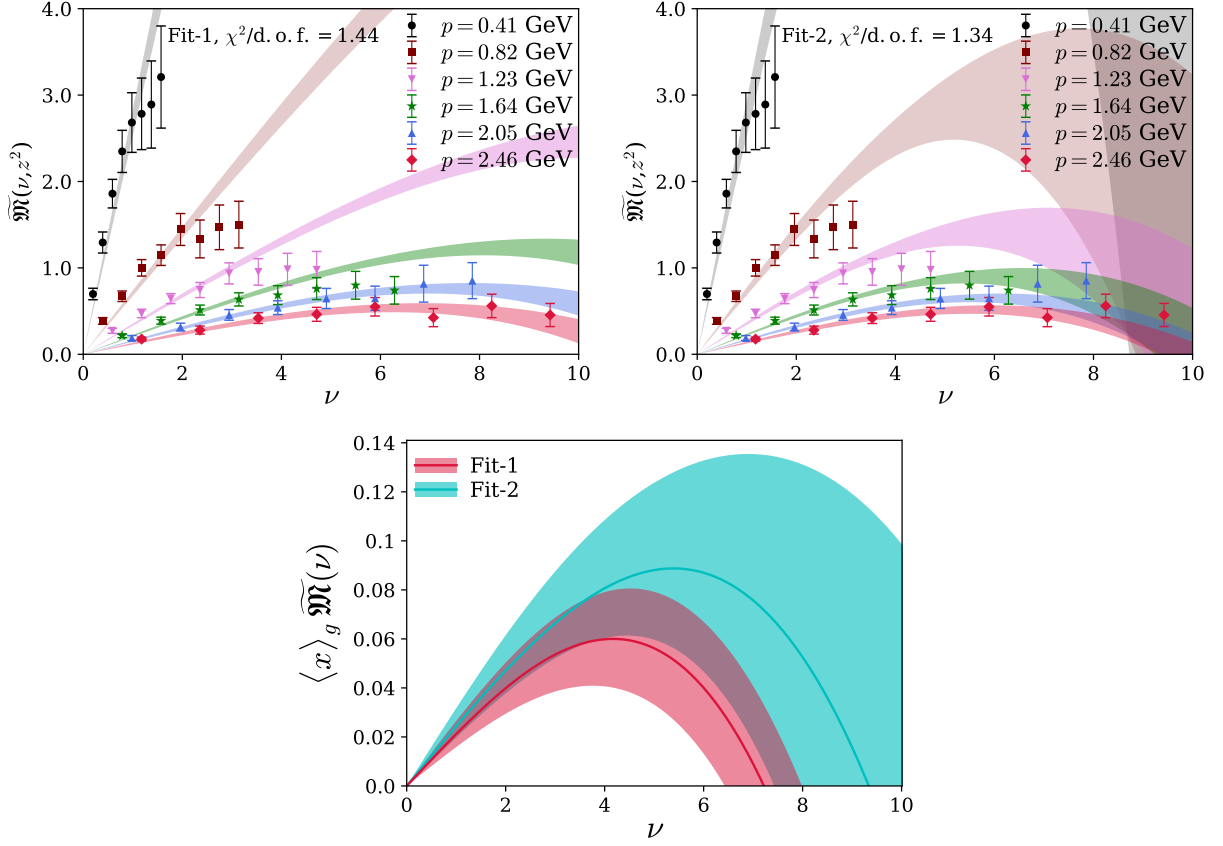 Fit-1, χ²/d.o.f. = 1.44
p = 0.41 GeV
p = 0.82 GeV
p = 1.23 GeV
p = 1.64 GeV
p = 2.05 GeV
p = 2.46 GeV
4.0
3.0
2.0
1.0
0.0
𝔐̃(ν,z²)
0 2 4 6 8 10
ν
Fit-2, χ²/d.o.f. = 1.34
p = 0.41 GeV
p = 0.82 GeV
p = 1.23 GeV
p = 1.64 GeV
p = 2.05 GeV
p = 2.46 GeV
4.0
3.0
2.0
1.0
0.0
𝔐̃(ν,z²)
0 2 4 6 8 10
ν
Fit-1
Fit-2
0.14
0.12
0.1
0.08
0.06
0.04
0.02
0.0
⟨x⟩g 𝔐̃(ν)
0 2 4 6 8 10
ν